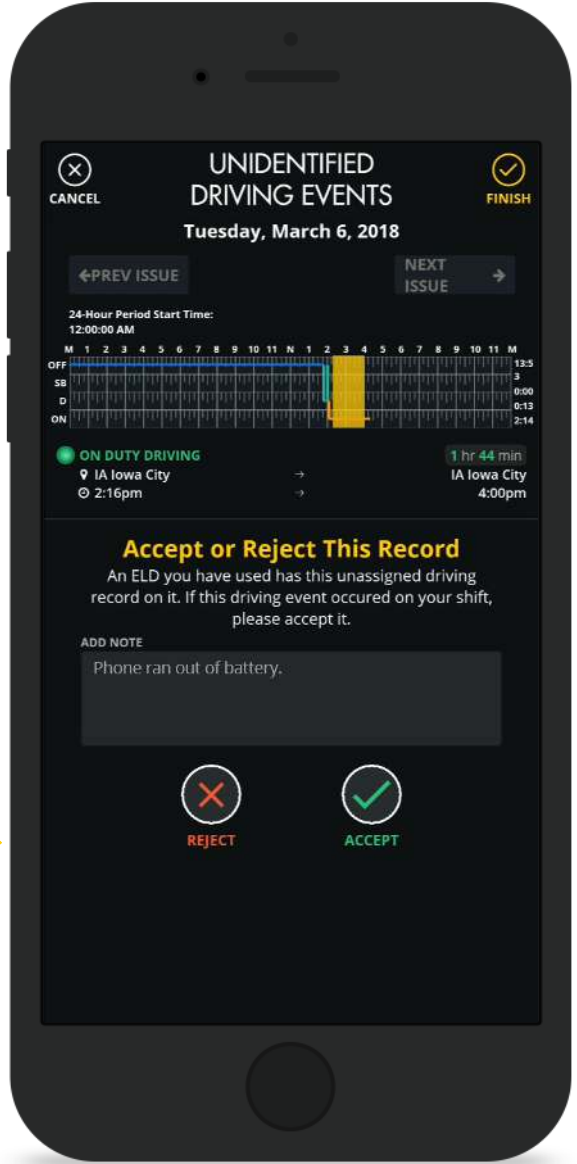 CANCEL
UNIDENTIFIED
DRIVING EVENTS
FINISH
Tuesday, March 6, 2018
←PREV ISSUE
NEXT
ISSUE →
24-Hour Period Start Time:
12:00:00 AM
M 1 2 3 4 5 6 7 8 9 10 11 N 1 2 3 4 5 6 7 8 9 10 11 M
OFF 13:5
3
SB 0:00
D 0:13
ON 2:14
ON DUTY DRIVING 1 hr 44 min
IA Iowa City → IA Iowa City
2:16pm → 4:00pm
Accept or Reject This Record
An ELD you have used has this unassigned driving
record on it. If this driving event occured on your shift,
please accept it.
ADD NOTE
Phone ran out of battery.
REJECT ACCEPT